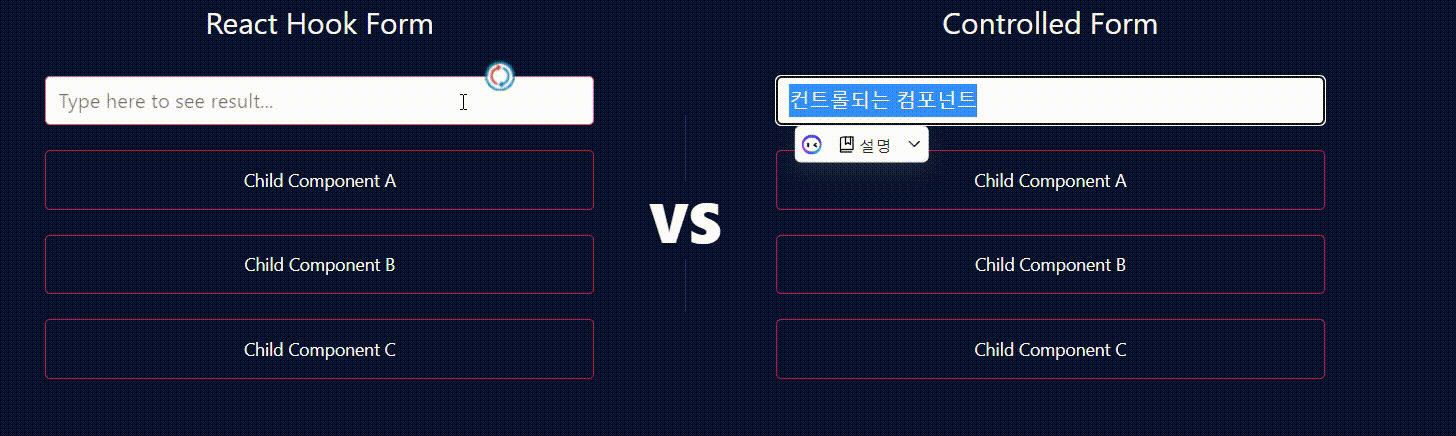 React Hook Form
Type here to see result...
Child Component A
Child Component B
Child Component C
VS
Controlled Form
컨트롤되는 컴포넌트
설명
Child Component A
Child Component B
Child Component C